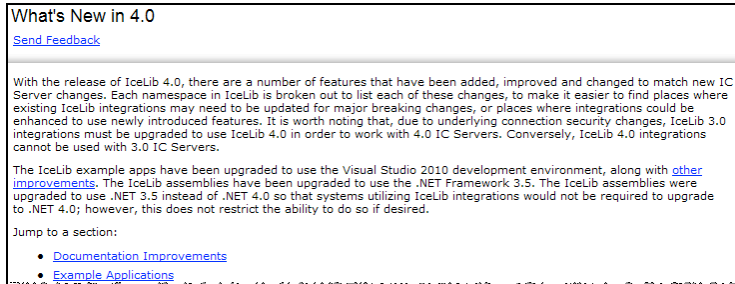 What's New in 4.0
Send Feedback
With the release of IceLib 4.0, there are a number of features that have been added, improved and changed to match new IC
Server changes. Each namespace in IceLib is broken out to list each of these changes, to make it easier to find places where
existing IceLib integrations may need to be updated for major breaking changes, or places where integrations could be
enhanced to use newly introduced features. It is worth noting that, due to underlying connection security changes, IceLib 3.0
integrations must be upgraded to use IceLib 4.0 in order to work with 4.0 IC Servers. Conversely, IceLib 4.0 integrations
cannot be used with 3.0 IC Servers.
The IceLib example apps have been upgraded to use the Visual Studio 2010 development environment, along with other
improvements. The IceLib assemblies have been upgraded to use the .NET Framework 3.5. The IceLib assemblies were
upgraded to use .NET 3.5 instead of .NET 4.0 so that systems utilizing IceLib integrations would not be required to upgrade
to .NET 4.0; however, this does not restrict the ability to do so if desired.
Jump to a section:
• Documentation Improvements
• Example Applications